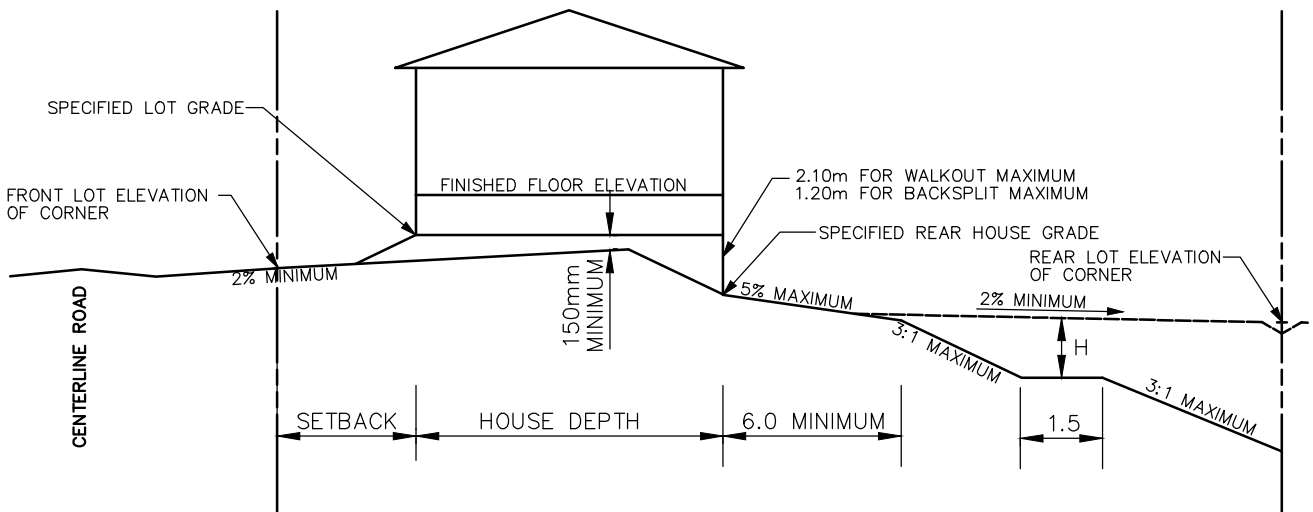 SPECIFIED LOT GRADE
FRONT LOT ELEVATION
OF CORNER
FINISHED FLOOR ELEVATION
2.10m FOR WALKOUT MAXIMUM
1.20m FOR BACKSPLIT MAXIMUM
SPECIFIED REAR HOUSE GRADE
REAR LOT ELEVATION
OF CORNER
2% MINIMUM
150mm
MINIMUM
5% MAXIMUM
2% MINIMUM
3:1 MAXIMUM
H
3:1 MAXIMUM
CENTERLINE ROAD
SETBACK
HOUSE DEPTH
6.0 MINIMUM
1.5